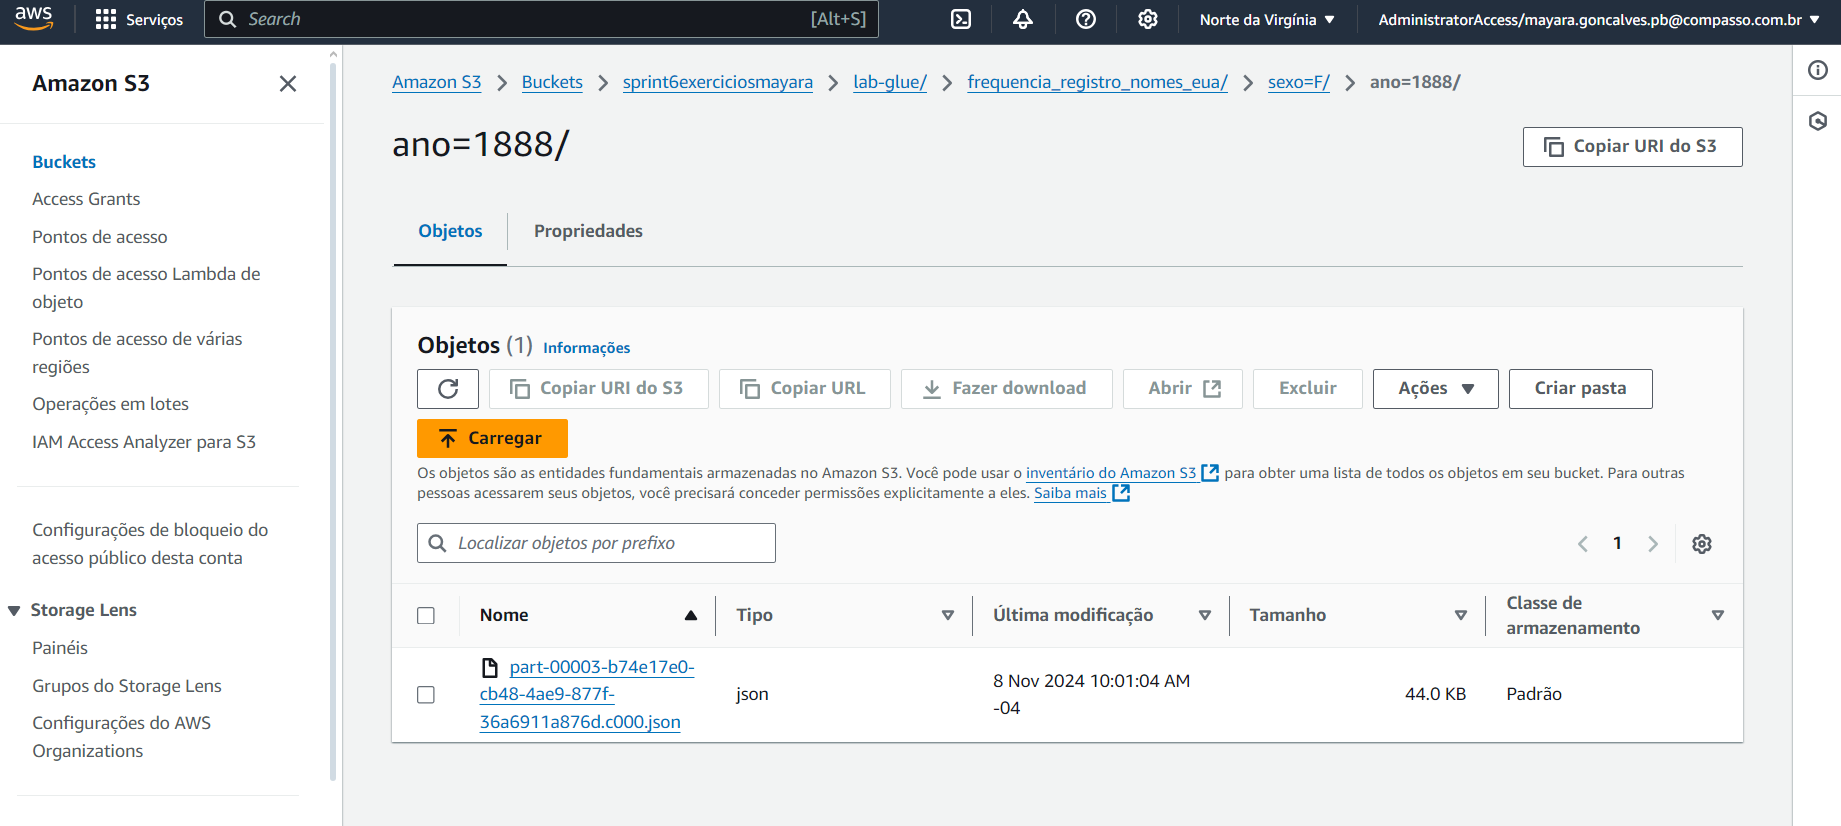 aws
Serviços
Search
[Alt+S]
Norte da Virgínia
AdministratorAccess/mayara.goncalves.pb@compasso.com.br
Amazon S3
Buckets
Access Grants
Pontos de acesso
Pontos de acesso Lambda de
objeto
Pontos de acesso de várias
regiões
Operações em lotes
IAM Access Analyzer para S3
Configurações de bloqueio do
acesso público desta conta
Storage Lens
Painéis
Grupos do Storage Lens
Configurações do AWS
Organizations
Amazon S3 > Buckets > sprint6exerciciosmayara > lab-glue/ > frequencia_registro_nomes_eua/ > sexo=F/ > ano=1888/
ano=1888/
Copiar URI do S3
Objetos
Propriedades
Objetos (1) Informações
Copiar URI do S3
Copiar URL
Fazer download
Abrir
Excluir
Ações
Criar pasta
Carregar
Os objetos são as entidades fundamentais armazenadas no Amazon S3. Você pode usar o inventário do Amazon S3 para obter uma lista de todos os objetos em seu bucket. Para outras
pessoas acessarem seus objetos, você precisará conceder permissões explicitamente a eles. Saiba mais
Localizar objetos por prefixo
1
Nome
Tipo
Última modificação
Tamanho
Classe de
armazenamento
part-00003-b74e17e0-
cb48-4ae9-877f-
36a6911a876d.c000.json
json
8 Nov 2024 10:01:04 AM
-04
44.0 KB
Padrão